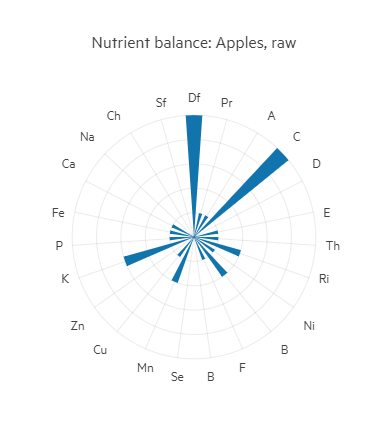 Nutrient balance: Apples, raw
Df
Pr
A
C
D
E
Th
Ri
Ni
B
F
B
Se
Mn
Cu
Zn
K
P
Fe
Ca
Na
Ch
Sf